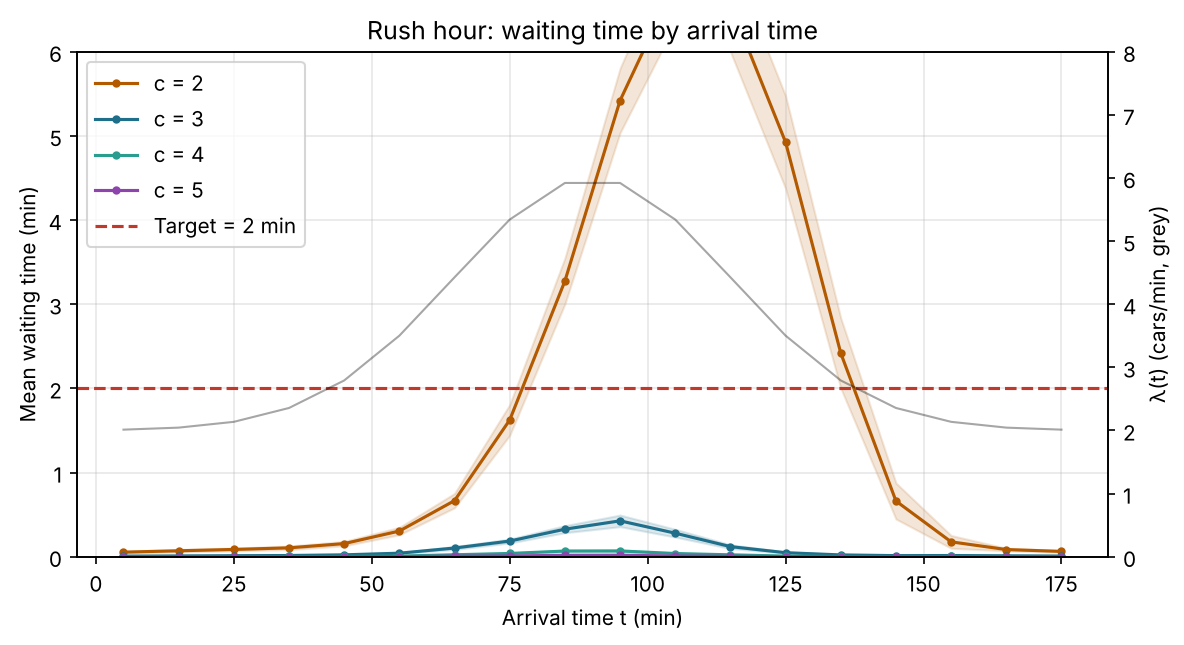 Rush hour: waiting time by arrival time
c = 2
c = 3
c = 4
c = 5
Target = 2 min
Mean waiting time (min)
6
5
4
3
2
1
0
8
7
6
5
4
3
2
1
0
λ(t) (cars/min, grey)
0 25 50 75 100 125 150 175
Arrival time t (min)